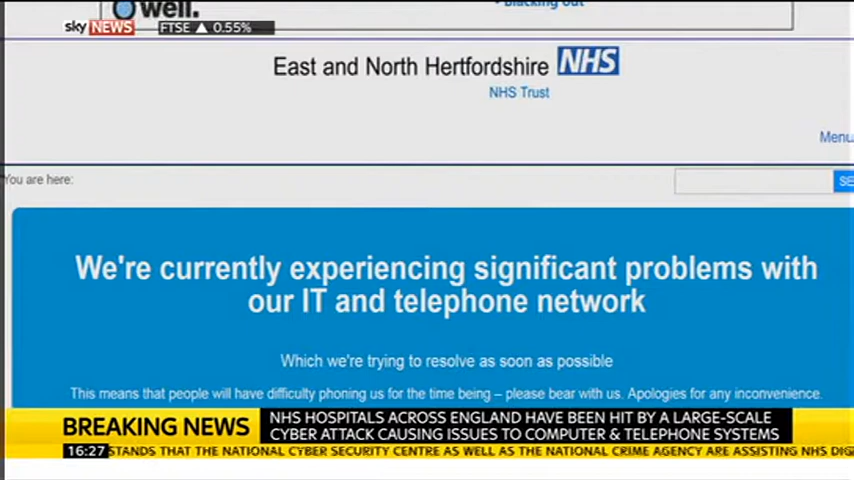 well.
Blacking out
sky NEWS
FTSE ▲ 0.55%
East and North Hertfordshire NHS
NHS Trust
Menu
You are here:
SE
We're currently experiencing significant problems with
our IT and telephone network
Which we're trying to resolve as soon as possible
This means that people will have difficulty phoning us for the time being – please bear with us. Apologies for any inconvenience.
BREAKING NEWS
NHS HOSPITALS ACROSS ENGLAND HAVE BEEN HIT BY A LARGE-SCALE
CYBER ATTACK CAUSING ISSUES TO COMPUTER & TELEPHONE SYSTEMS
16:27
STANDS THAT THE NATIONAL CYBER SECURITY CENTRE AS WELL AS THE NATIONAL CRIME AGENCY ARE ASSISTING NHS DIG